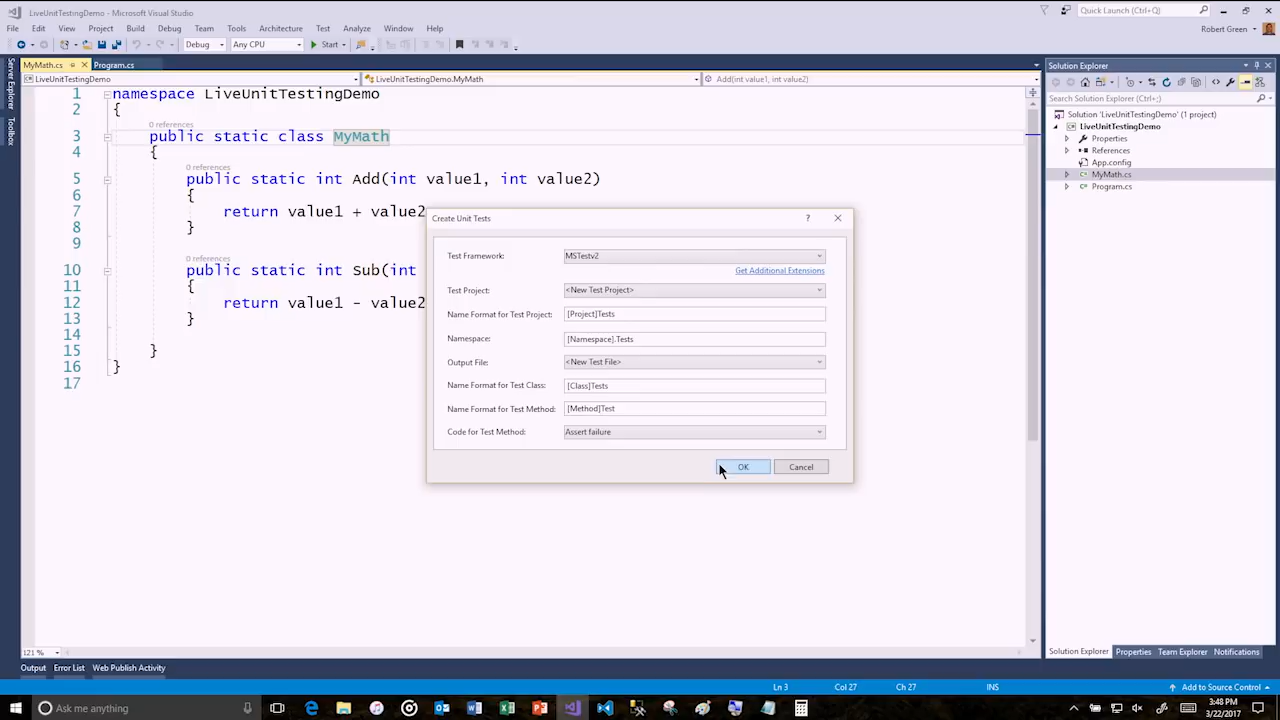 LiveUnitTestingDemo - Microsoft Visual Studio
Quick Launch (Ctrl+Q)
File Edit View Project Build Debug Team Tools Architecture Test Analyze Window Help
Robert Green
Debug Any CPU Start
MyMath.cs Program.cs
LiveUnitTestingDemo LiveUnitTestingDemo.MyMath Add(int value1, int value2)
Server Explorer
Toolbox
1 namespace LiveUnitTestingDemo
2 {
0 references
3 public static class MyMath
4 {
0 references
5 public static int Add(int value1, int value2)
6 {
7 return value1 + value2
8 }
9
0 references
10 public static int Sub(int
11 {
12 return value1 - value2
13 }
14
15 }
16 }
17
Create Unit Tests ?
Test Framework: MSTestv2
Get Additional Extensions
Test Project: <New Test Project>
Name Format for Test Project: [Project]Tests
Namespace: [Namespace].Tests
Output File: <New Test File>
Name Format for Test Class: [Class]Tests
Name Format for Test Method: [Method]Test
Code for Test Method: Assert failure
OK Cancel
Solution Explorer
Search Solution Explorer (Ctrl+;)
Solution 'LiveUnitTestingDemo' (1 project)
LiveUnitTestingDemo
Properties
References
App.config
C# MyMath.cs
C# Program.cs
121 %
Solution Explorer Properties Team Explorer Notifications
Output Error List Web Publish Activity
Ln 3 Col 27 Ch 27 INS Add to Source Control
Ask me anything
3:48 PM
3/22/2017